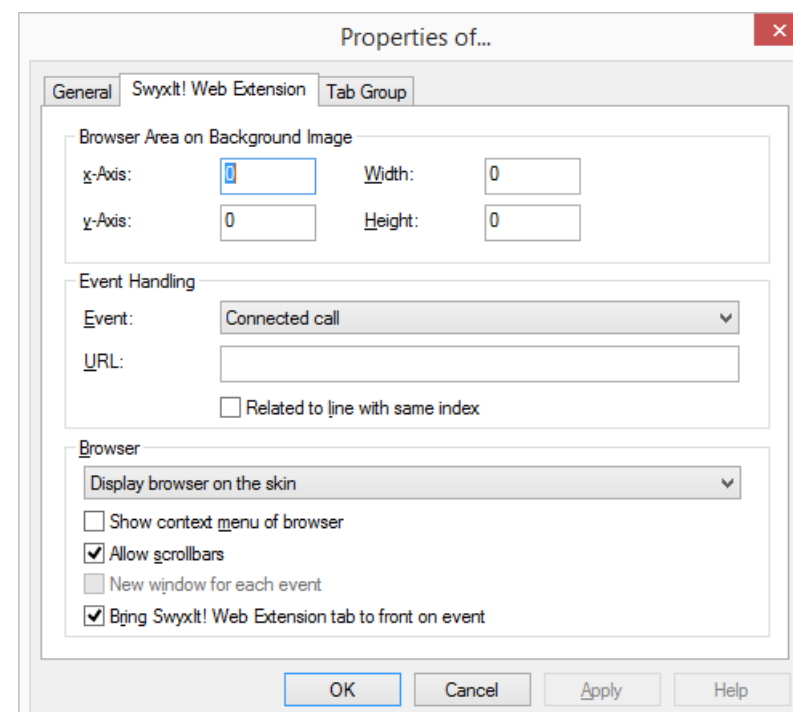 Properties of...
General SwyxIt! Web Extension Tab Group
Browser Area on Background Image
x-Axis: 0 Width: 0
y-Axis: 0 Height: 0
Event Handling
Event: Connected call
URL:
Related to line with same index
Browser
Display browser on the skin
Show context menu of browser
Allow scrollbars
New window for each event
Bring SwyxIt! Web Extension tab to front on event
OK Cancel Apply Help